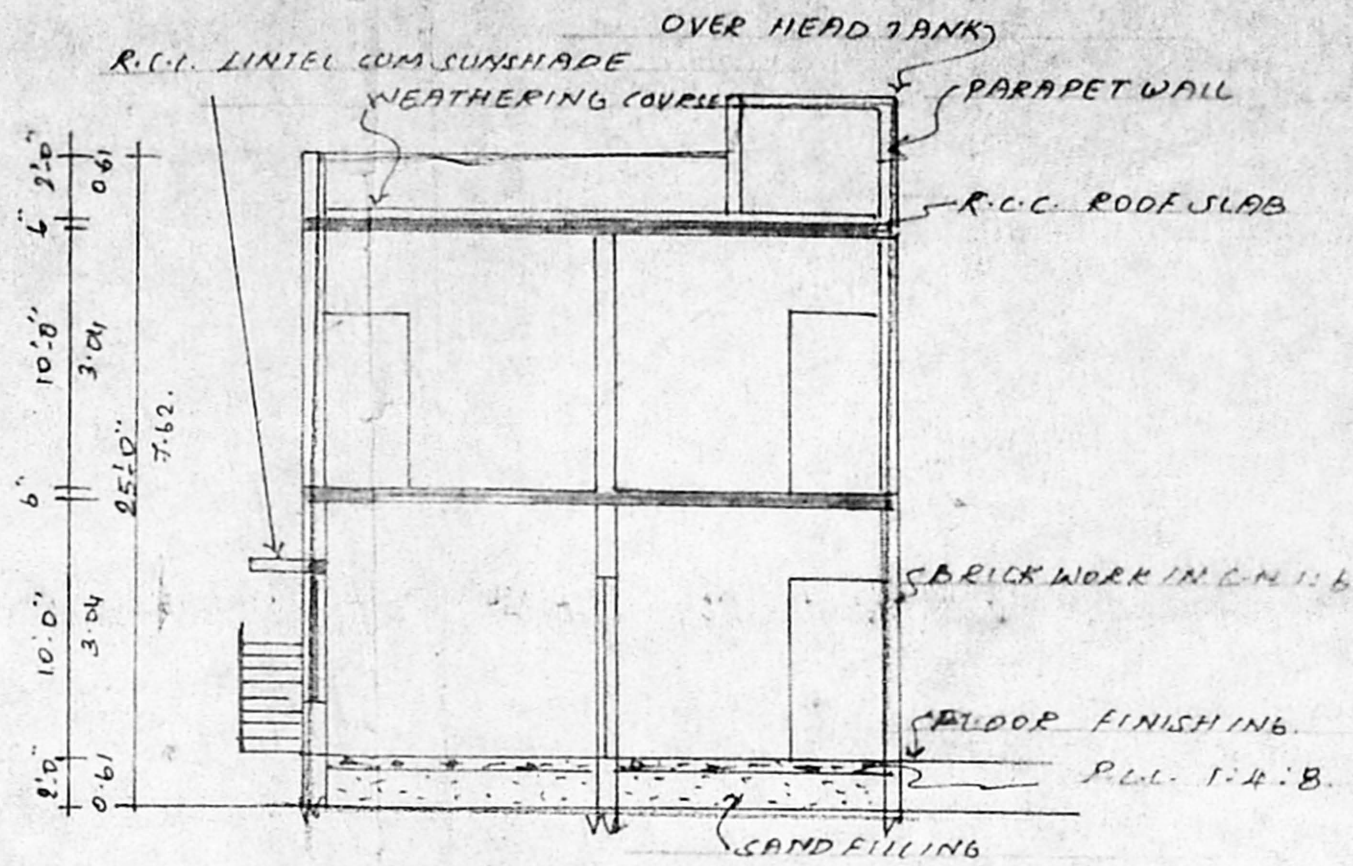 OVER HEAD TANK
R.C.C. LINTEL CUM SUNSHADE
WEATHERING COURSE
PARAPET WALL
R.C.C. ROOF SLAB
2'.0"
0.61
6"
10'.0"
3.04
25'.0"
7.62.
6"
10'.0"
3.04
BRICK WORK IN C.M 1:6
FLOOR FINISHING.
2'.0"
0.61
P.C.C. 1:4:8.
SAND FILLING